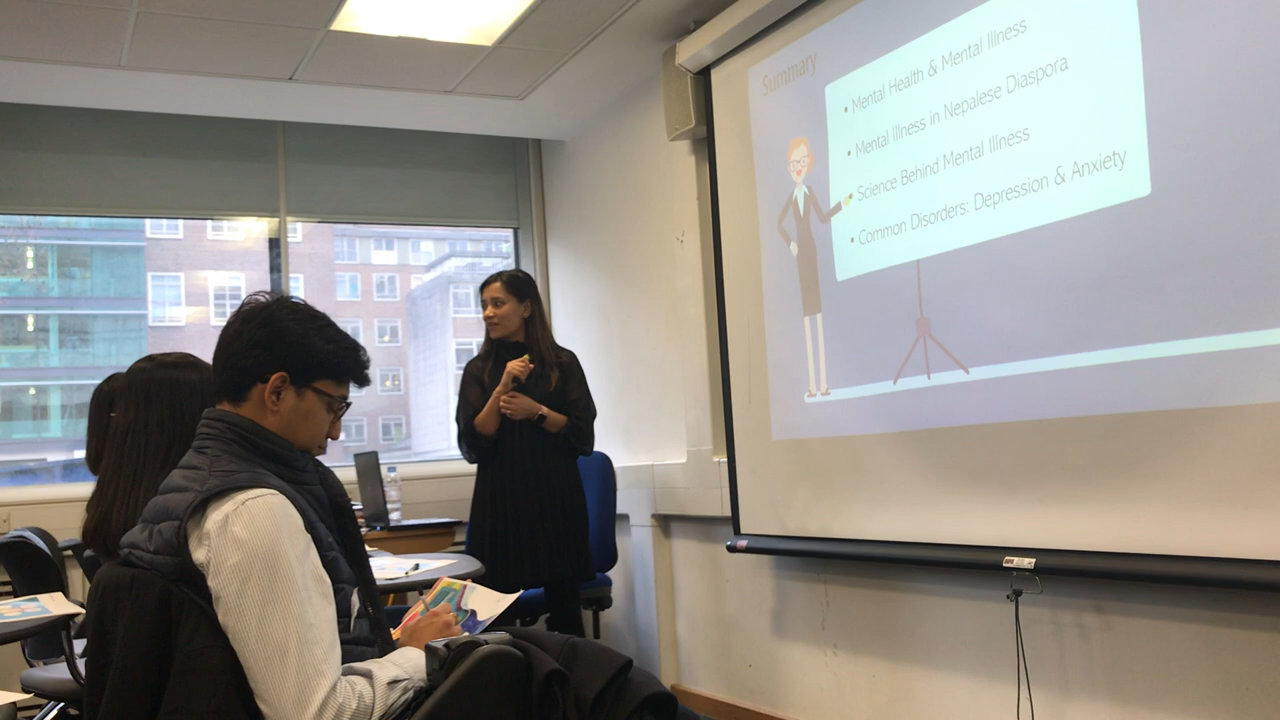 Summary
• Mental Health & Mental Illness
• Mental Illness in Nepalese Diaspora
• Science Behind Mental Illness
• Common Disorders: Depression & Anxiety